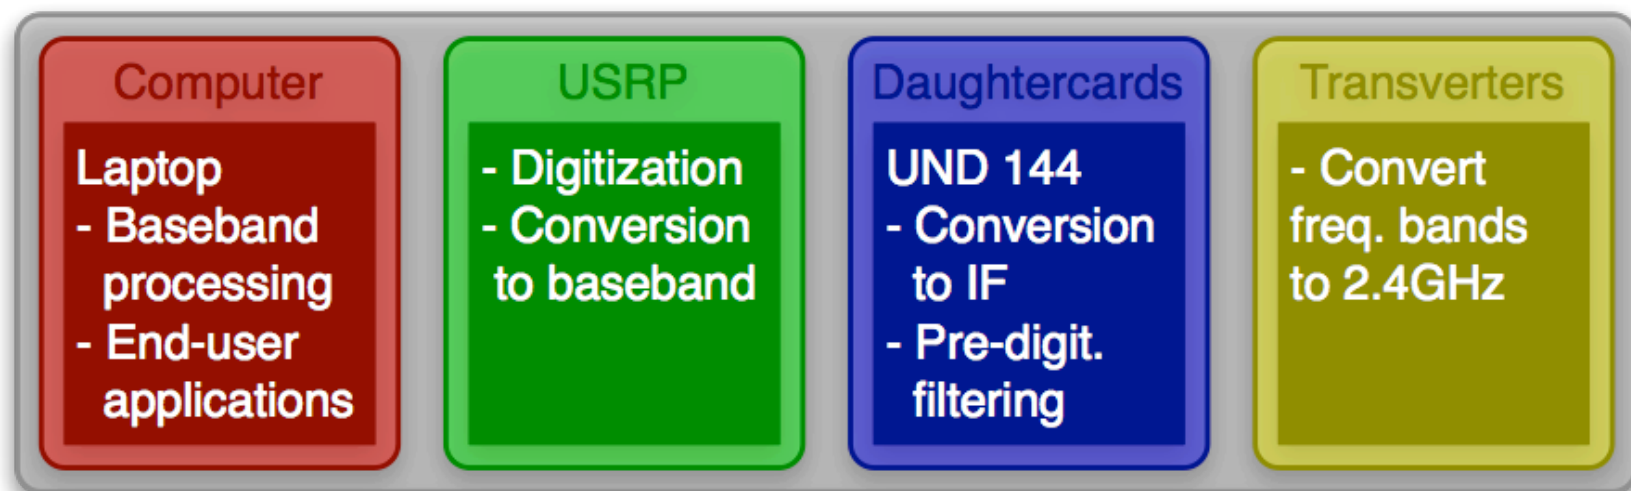 Computer
Laptop
- Baseband
processing
- End-user
applications
USRP
- Digitization
- Conversion
to baseband
Daughtercards
UND 144
- Conversion
to IF
- Pre-digit.
filtering
Transverters
- Convert
freq. bands
to 2.4GHz